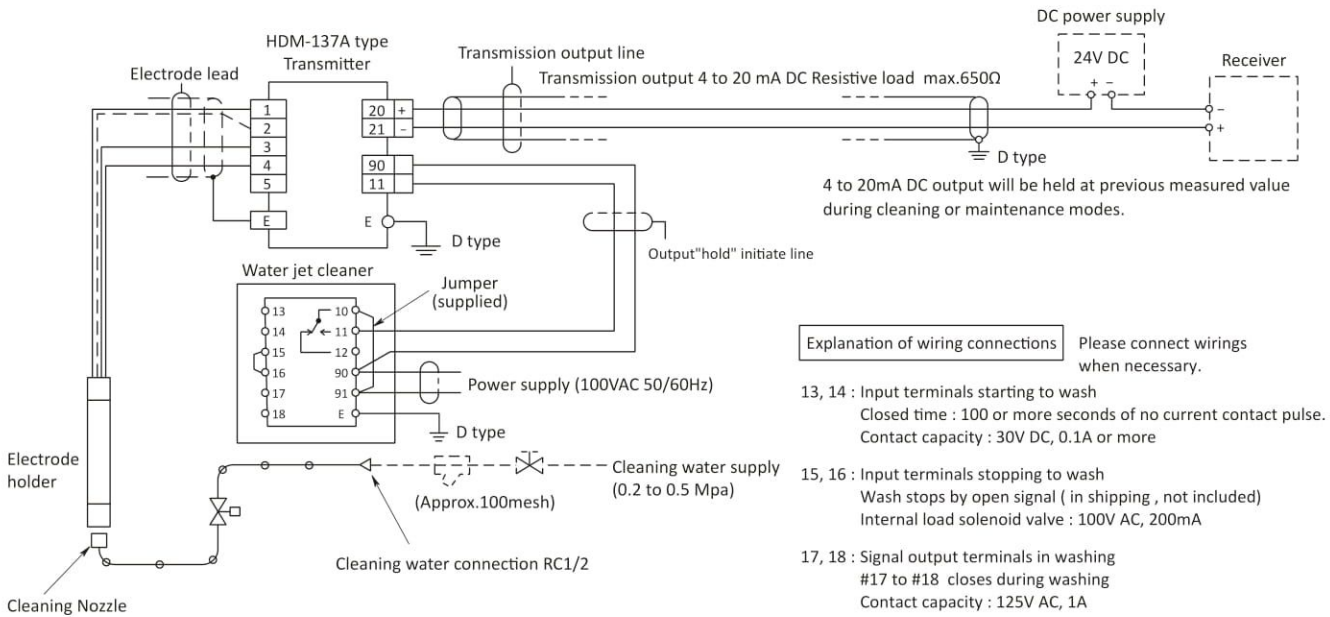 DC power supply
24V DC
+ −
Receiver
−
+
HDM-137A type
Transmitter
Electrode lead
1
2
3
4
5
E
20 +
21 −
90
11
E
D type
Transmission output line
Transmission output 4 to 20 mA DC Resistive load max.650Ω
D type
4 to 20mA DC output will be held at previous measured value
during cleaning or maintenance modes.
Output"hold" initiate line
Water jet cleaner
Jumper
(supplied)
13
14
15
16
17
18
10
11
12
90
91
E
Power supply (100VAC 50/60Hz)
D type
Electrode
holder
Cleaning water supply
(0.2 to 0.5 Mpa)
(Approx.100mesh)
Cleaning water connection RC1/2
Cleaning Nozzle
Explanation of wiring connections
Please connect wirings
when necessary.
13, 14 : Input terminals starting to wash
Closed time : 100 or more seconds of no current contact pulse.
Contact capacity : 30V DC, 0.1A or more
15, 16 : Input terminals stopping to wash
Wash stops by open signal ( in shipping , not included)
Internal load solenoid valve : 100V AC, 200mA
17, 18 : Signal output terminals in washing
#17 to #18 closes during washing
Contact capacity : 125V AC, 1A